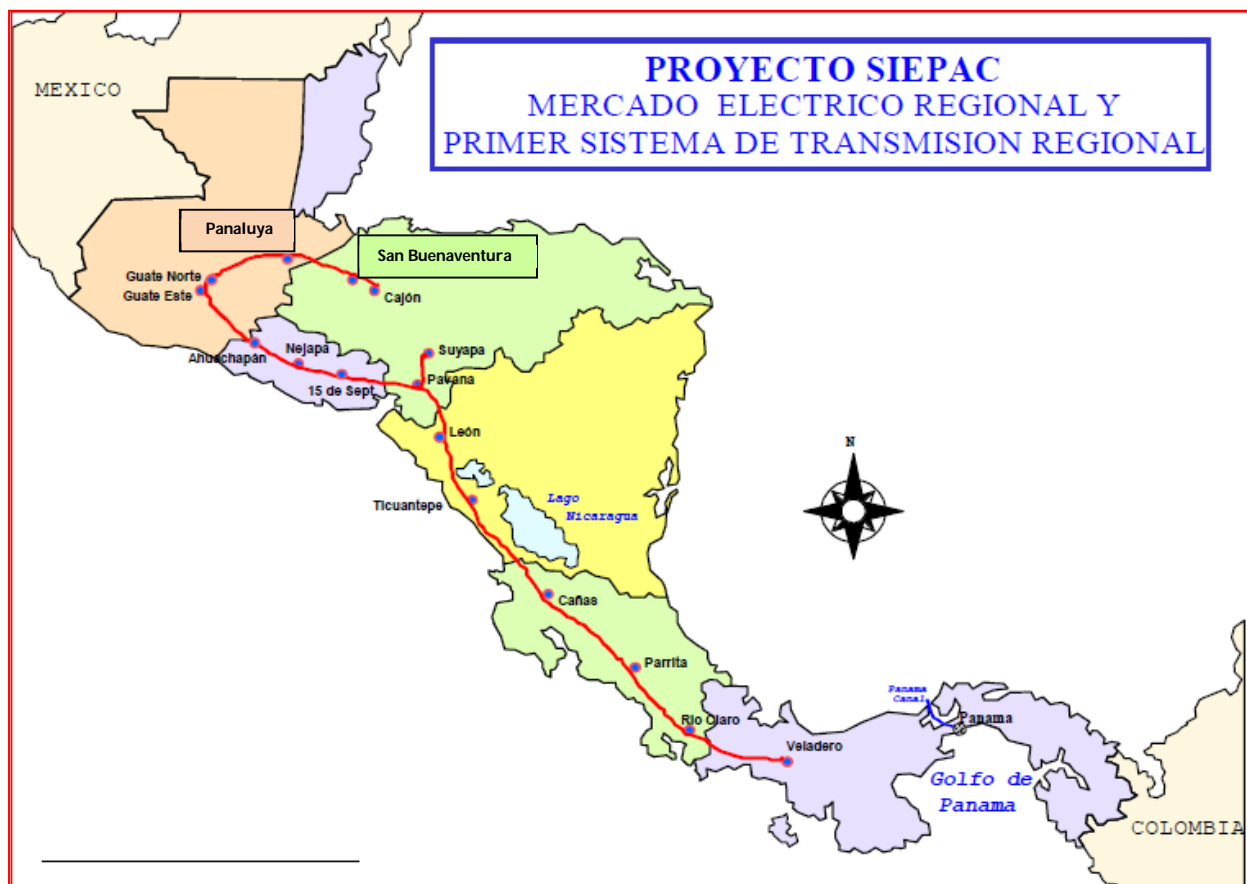 PROYECTO SIEPAC
MERCADO ELECTRICO REGIONAL Y
PRIMER SISTEMA DE TRANSMISION REGIONAL
MEXICO
Panaluya
San Buenaventura
Guate Norte
Guate Este
Cajón
Ahuachapán
Nejapa
15 de Sept
Suyapa
Pavana
León
Ticuantepe
Lago
Nicaragua
N
Cañas
Parrita
Rio Claro
Veladero
Panama
Canal
Panama
Golfo de
Panama
COLOMBIA